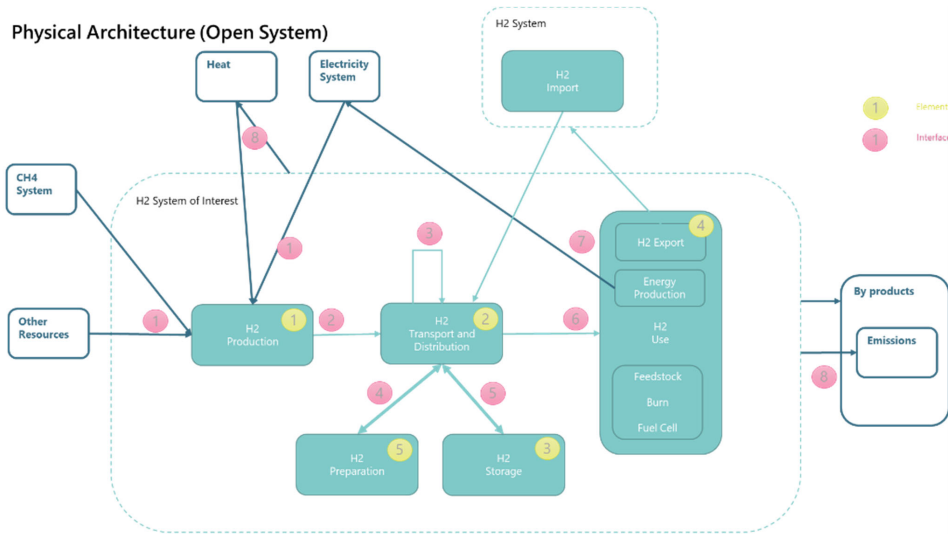 Physical Architecture (Open System)
H2 System
Heat
Electricity
System
H2
Import
1
Element
8
1
Interface
CH4
System
H2 System of Interest
3
7
H2 Export
4
1
Energy
Production
By products
Other
Resources
1
H2
Production
1
2
H2
Transport and
Distribution
2
6
H2
Use
Emissions
8
4
5
Feedstock
Burn
Fuel Cell
H2
Preparation
5
H2
Storage
3